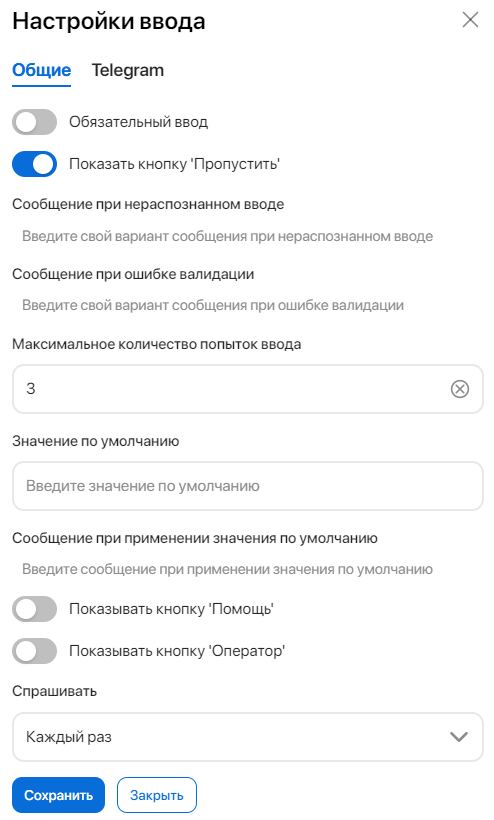 Настройки ввода
Общие Telegram
Обязательный ввод
Показать кнопку 'Пропустить'
Сообщение при нераспознанном вводе
Введите свой вариант сообщения при нераспознанном вводе
Сообщение при ошибке валидации
Введите свой вариант сообщения при ошибке валидации
Максимальное количество попыток ввода
3
Значение по умолчанию
Введите значение по умолчанию
Сообщение при применении значения по умолчанию
Введите сообщение при применении значения по умолчанию
Показывать кнопку 'Помощь'
Показывать кнопку 'Оператор'
Спрашивать
Каждый раз
Сохранить Закрыть